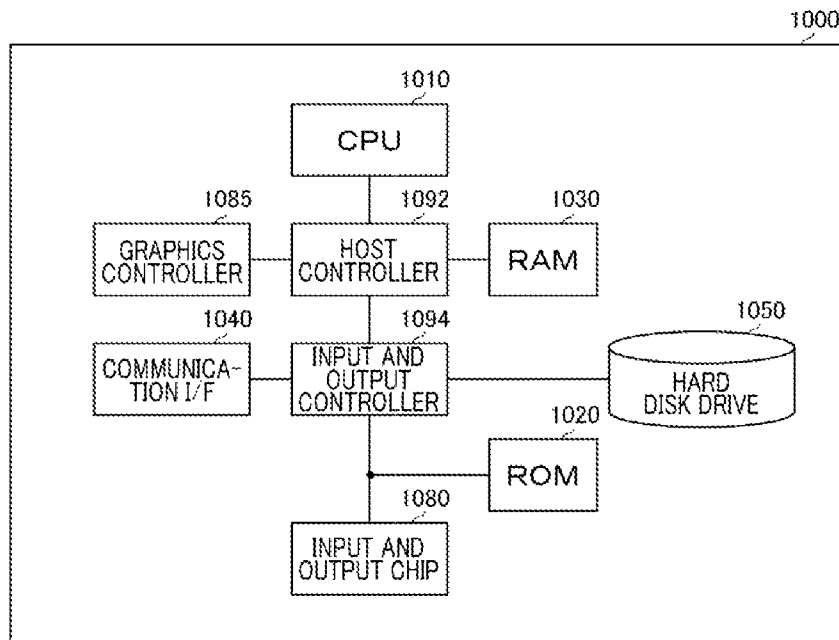 1000
1010
CPU
1085
GRAPHICS
CONTROLLER
1092
HOST
CONTROLLER
1030
RAM
1040
COMMUNICA-
TION I/F
1094
INPUT AND
OUTPUT
CONTROLLER
1050
HARD
DISK DRIVE
1020
ROM
1080
INPUT AND
OUTPUT CHIP